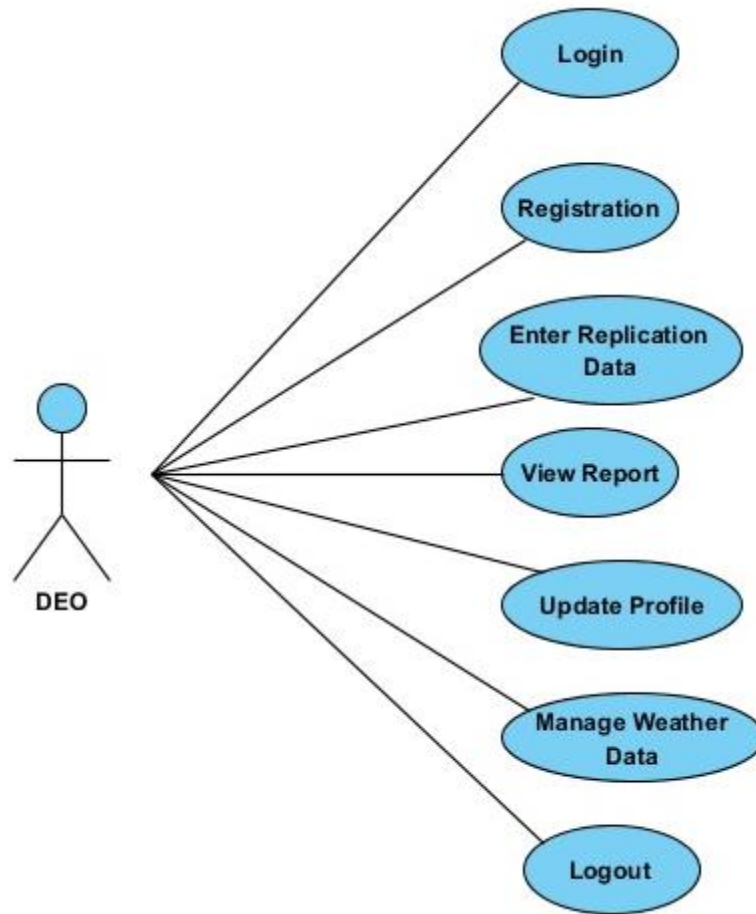 Login
Registration
Enter Replication
Data
View Report
DEO
Update Profile
Manage Weather
Data
Logout